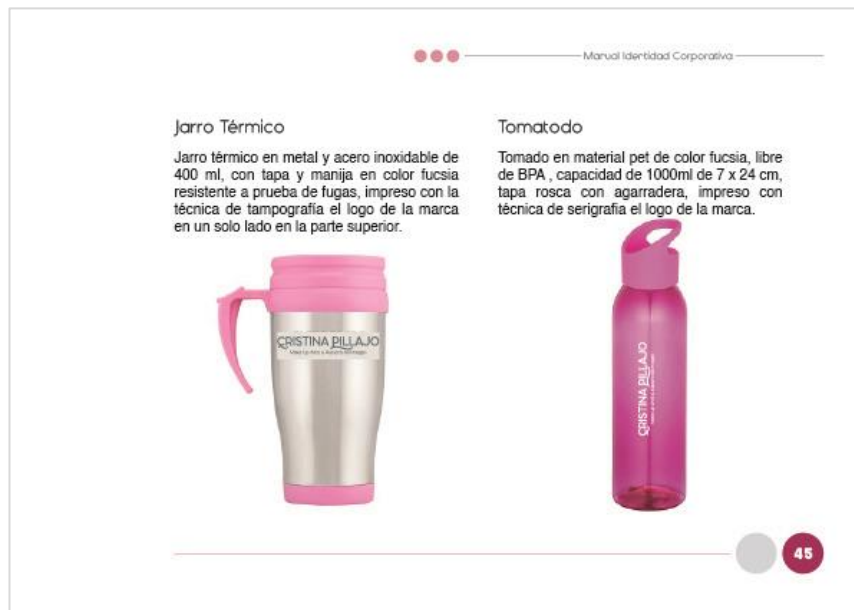 Manual Identidad Corporativa
Jarro Térmico
Jarro térmico en metal y acero inoxidable de
400 ml, con tapa y manija en color fucsia
resistente a prueba de fugas, impreso con la
técnica de tampografía el logo de la marca
en un solo lado en la parte superior.
Tomatodo
Tomado en material pet de color fucsia, libre
de BPA , capacidad de 1000ml de 7 x 24 cm,
tapa rosca con agarradera, impreso con
técnica de serigrafia el logo de la marca.
CRISTINA PILLAJO
CRISTINA PILLAJO
45